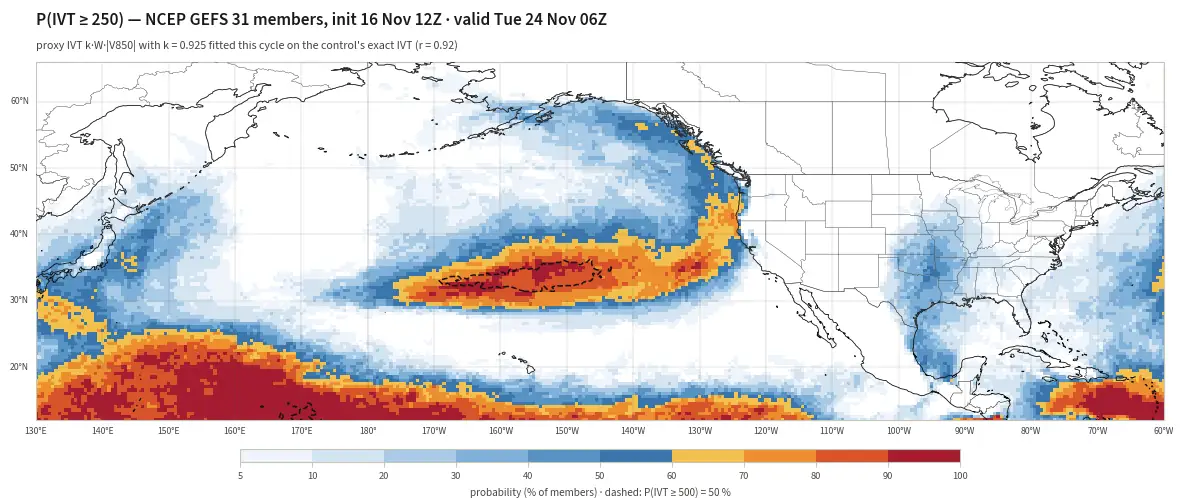 P(IVT ≥ 250) — NCEP GEFS 31 members, init 16 Nov 12Z · valid Tue 24 Nov 06Z
proxy IVT k·W·|V850| with k = 0.925 fitted this cycle on the control's exact IVT (r = 0.92)
60°N
50°N
40°N
30°N
20°N
130°E 140°E 150°E 160°E 170°E 180° 170°W 160°W 150°W 140°W 130°W 120°W 110°W 100°W 90°W 80°W 70°W 60°W
5 10 20 30 40 50 60 70 80 90 100
probability (% of members) · dashed: P(IVT ≥ 500) = 50 %